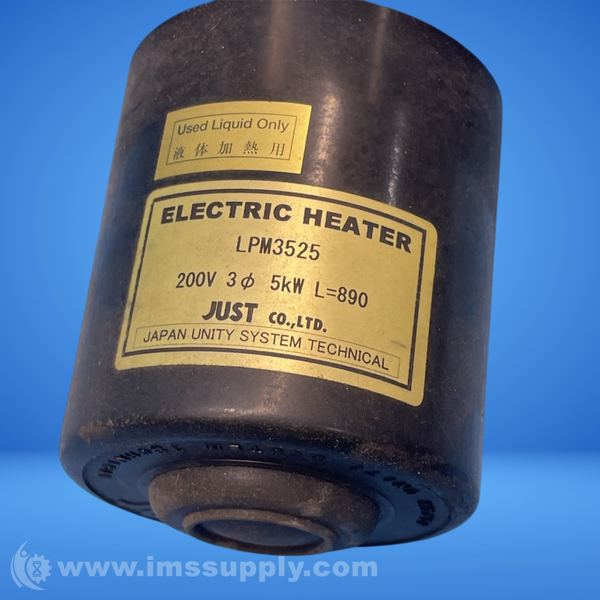 Used Liquid Only
液体加熱用
ELECTRIC HEATER
LPM3525
200V 3φ 5kW L=890
JUST CO.,LTD.
JAPAN UNITY SYSTEM TECHNICAL
www.imssupply.com